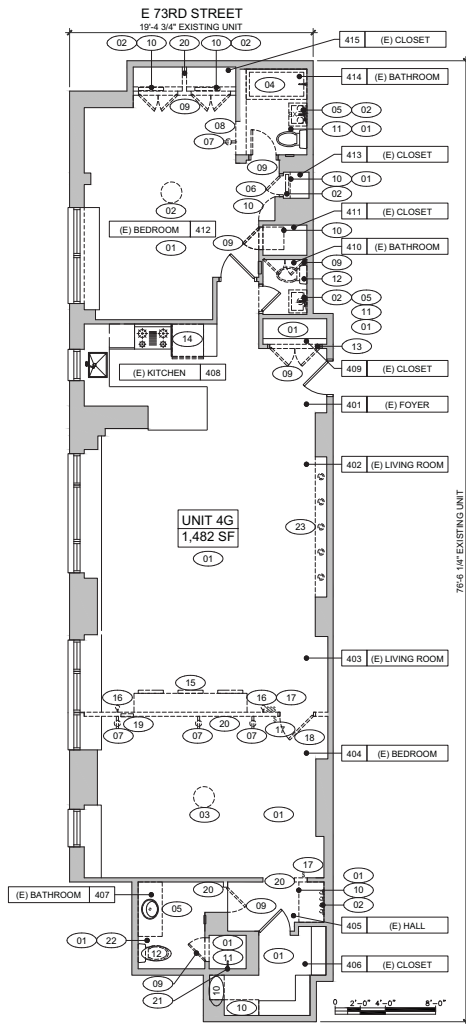 E 73RD STREET
19'-4 3/4" EXISTING UNIT
02 10 20 10 02
415 (E) CLOSET
414 (E) BATHROOM
04
09
05 02
08
11 01
07
413 (E) CLOSET
09
10 01
06
02
02
10
411 (E) CLOSET
(E) BEDROOM 412
10
01
09
410 (E) BATHROOM
09
12
02 05
11
01
01
14
13
(E) KITCHEN 408
09
409 (E) CLOSET
401 (E) FOYER
402 (E) LIVING ROOM
UNIT 4G
1,482 SF
23
01
76'-6 1/4" EXISTING UNIT
403 (E) LIVING ROOM
15
16 16 17
19 20 17 18
07 07 07
404 (E) BEDROOM
03 01
17
20 20 01
10
(E) BATHROOM 407
05 09 02
405 (E) HALL
01 22 01
12 11 01
406 (E) CLOSET
09
21 10
10
0 2'-0" 4'-0" 8'-0"